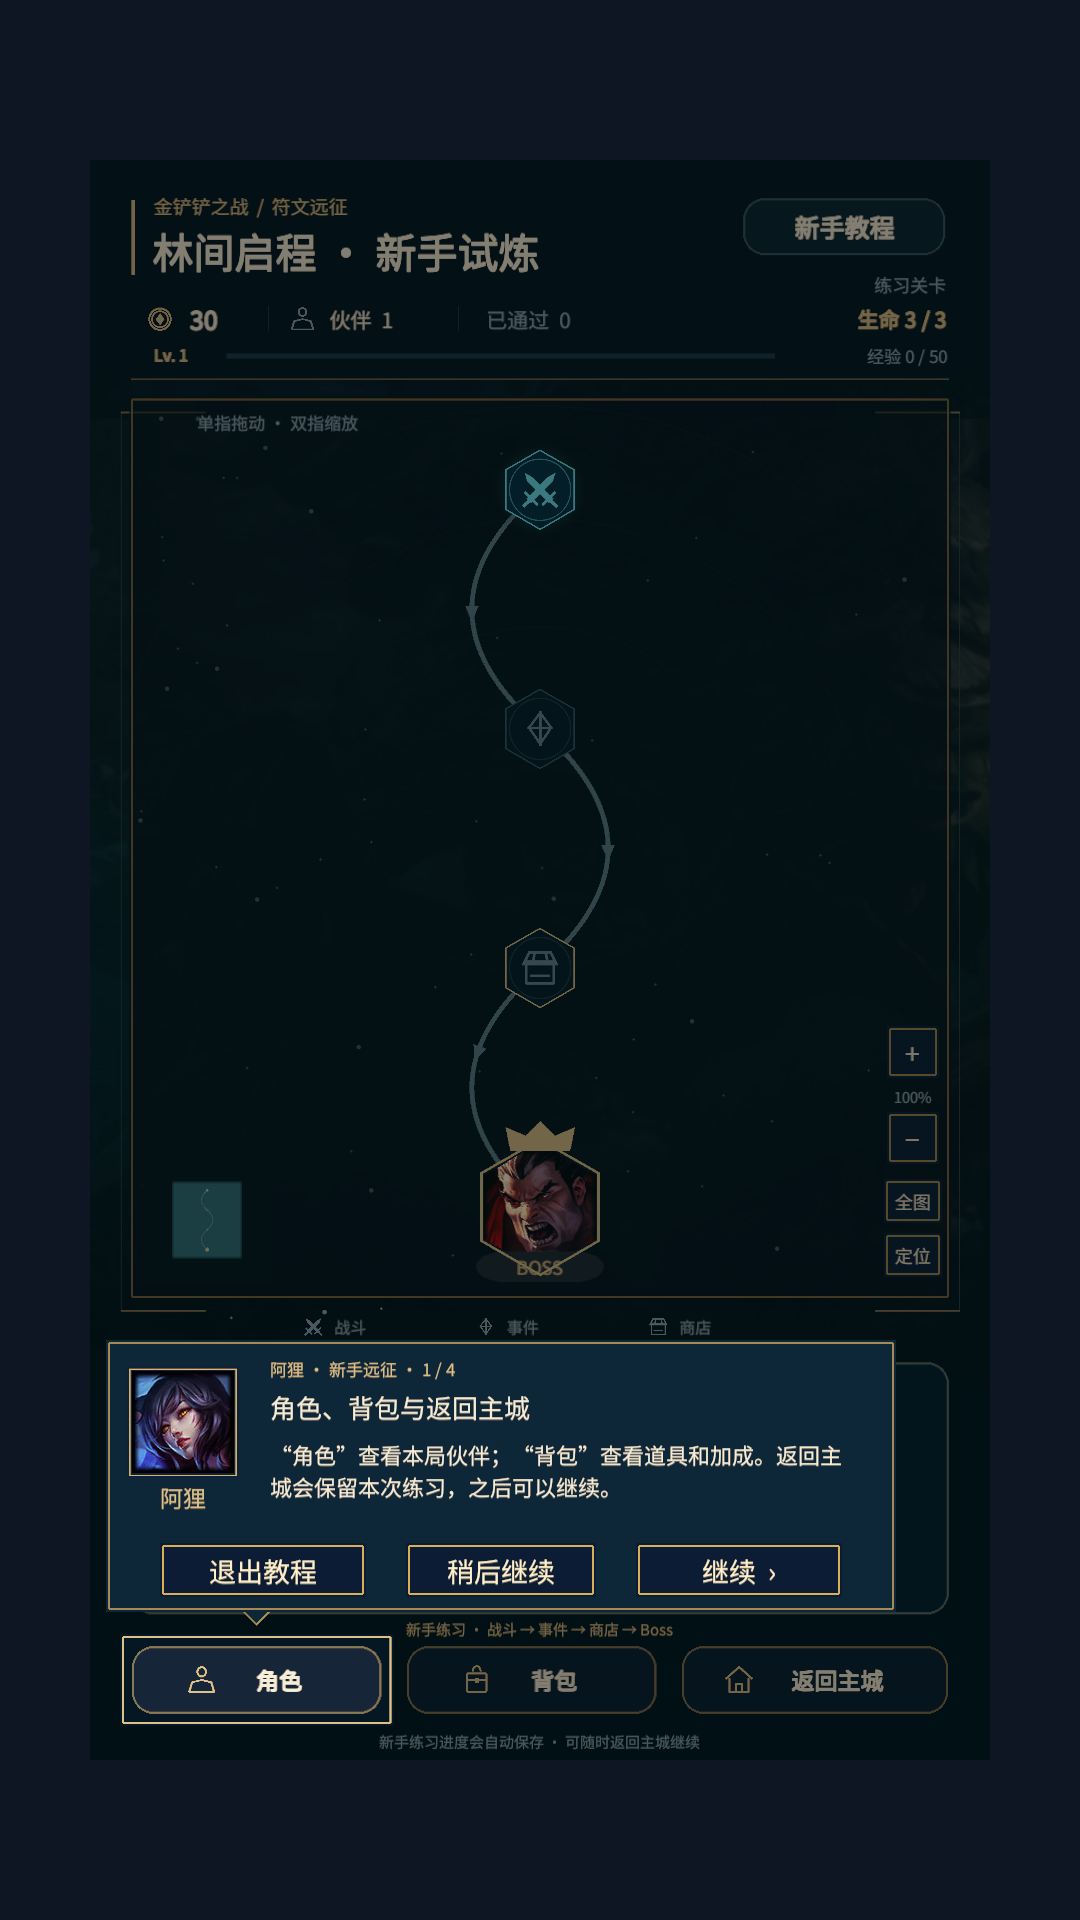 金铲铲之战 / 符文远征
林间启程 · 新手试炼
新手教程
练习关卡
30
伙伴 1
已通过 0
生命 3 / 3
Lv. 1
经验 0 / 50
单指拖动 · 双指缩放
+
100%
−
全图
定位
BOSS
战斗
事件
商店
阿狸 · 新手远征 · 1 / 4
角色、背包与返回主城
“角色”查看本局伙伴；“背包”查看道具和加成。返回主
城会保留本次练习，之后可以继续。
阿狸
退出教程
稍后继续
继续 ›
新手练习 · 战斗→事件→商店→Boss
角色
背包
返回主城
新手练习进度会自动保存 · 可随时返回主城继续